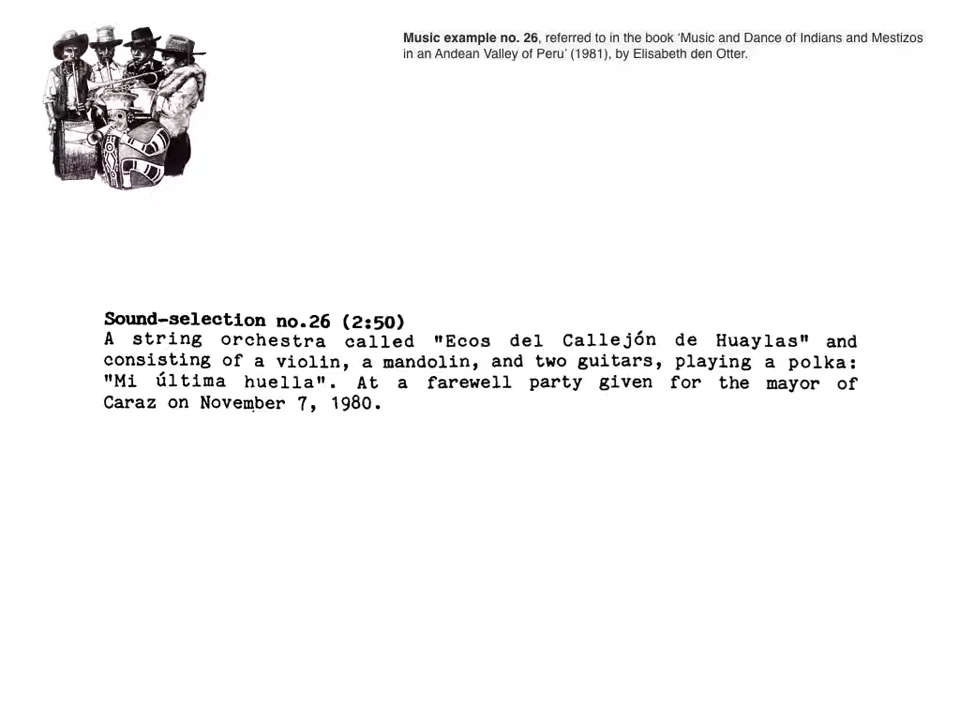 Music example no. 26, referred to in the book ‘Music and Dance of Indians and Mestizos
in an Andean Valley of Peru’ (1981), by Elisabeth den Otter.
Sound-selection no.26 (2:50)
A string orchestra called "Ecos del Callejón de Huaylas" and
consisting of a violin, a mandolin, and two guitars, playing a polka:
"Mi última huella". At a farewell party given for the mayor of
Caraz on November 7, 1980.